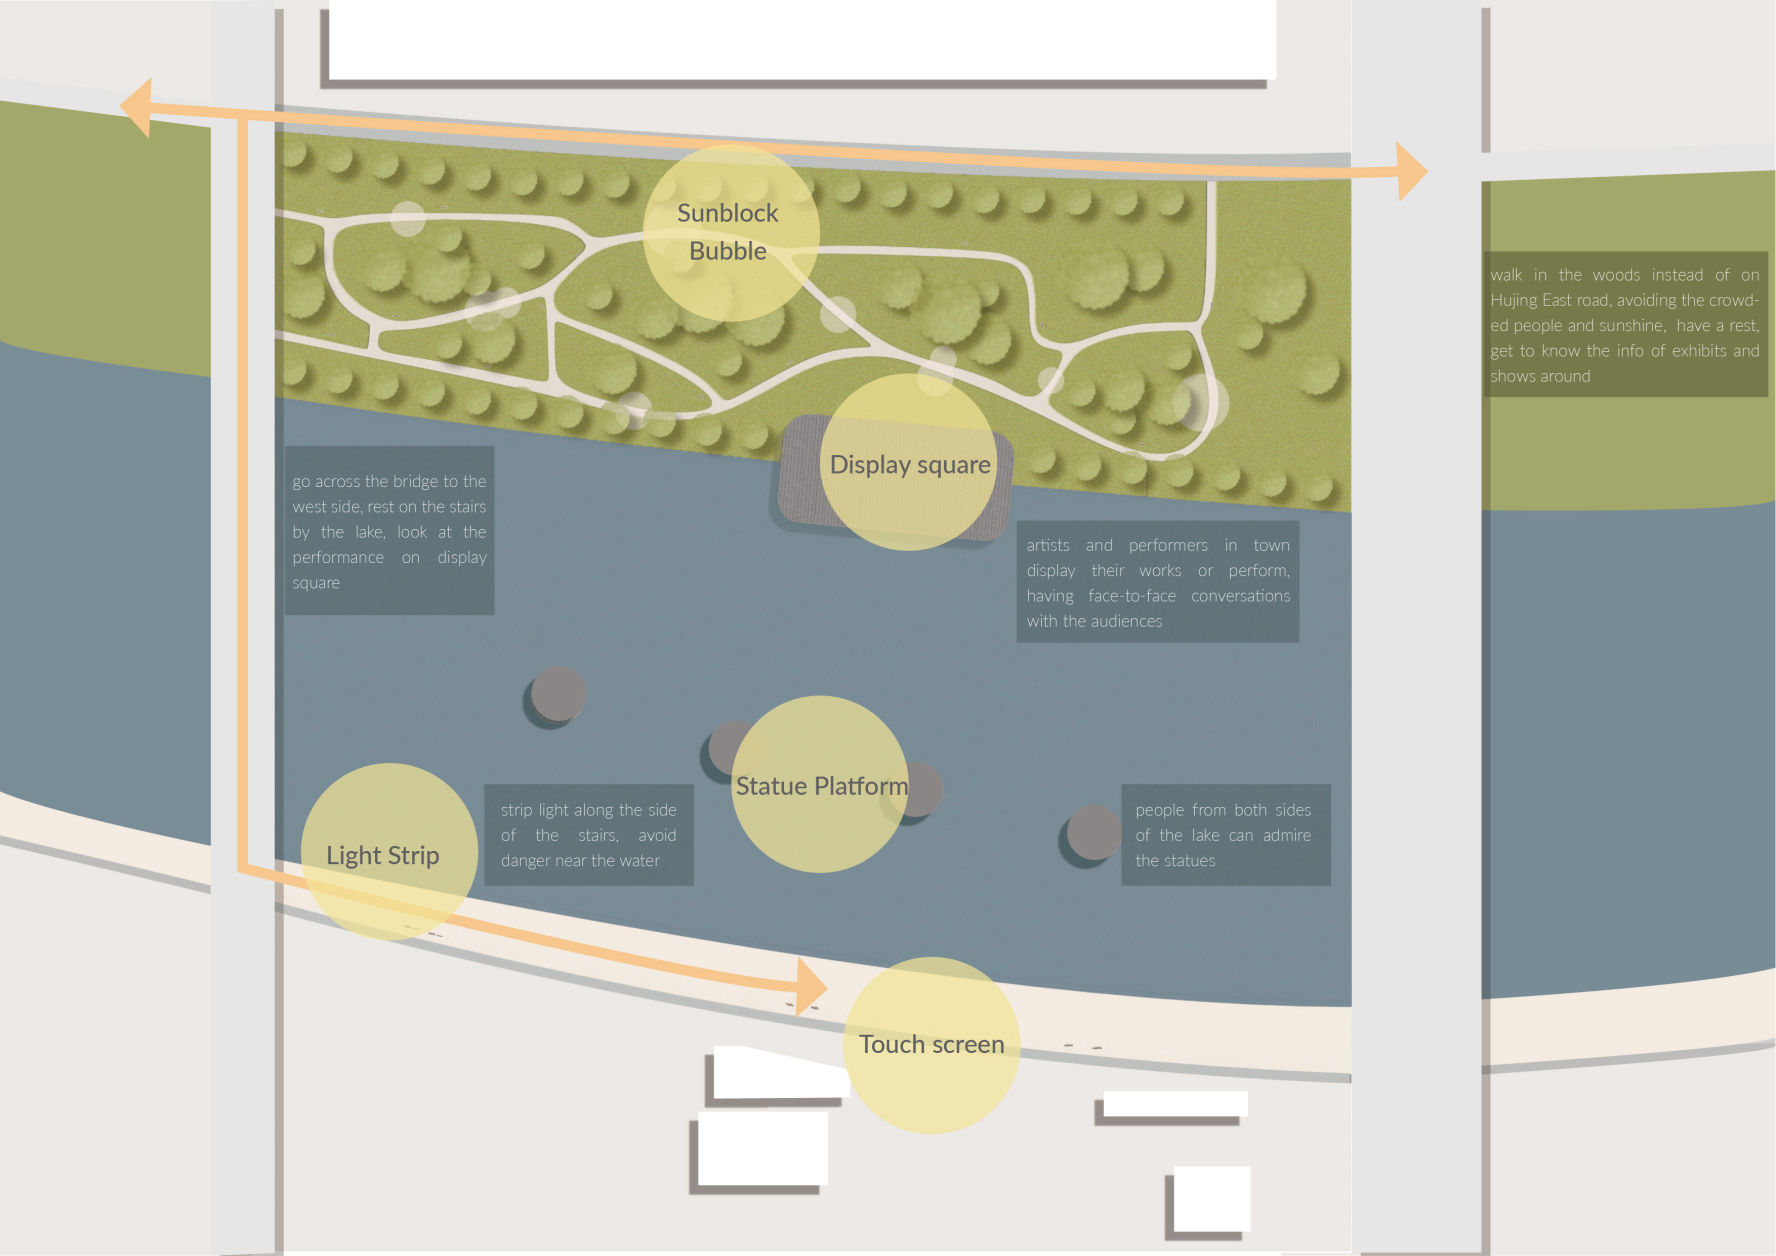 Sunblock
Bubble
walk in the woods instead of on
Hujing East road, avoiding the crowd-
ed people and sunshine, have a rest,
get to know the info of exhibits and
shows around
Display square
go across the bridge to the
west side, rest on the stairs
by the lake, look at the
performance on display
square
artists and performers in town
display their works or perform,
having face-to-face conversations
with the audiences
Statue Platform
Light Strip
strip light along the side
of the stairs, avoid
danger near the water
people from both sides
of the lake can admire
the statues
Touch screen